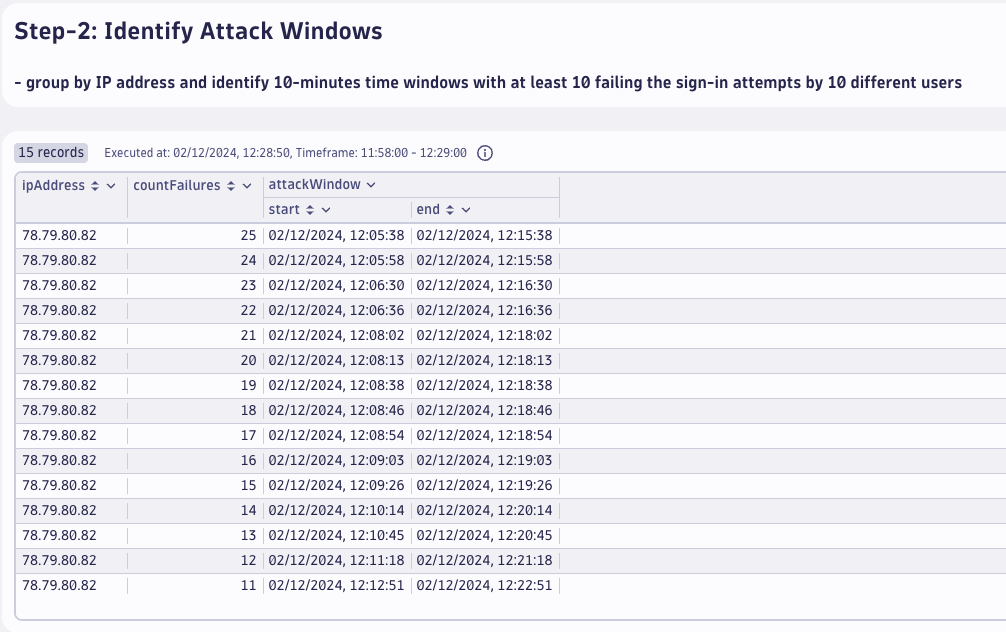 Step-2: Identify Attack Windows
- group by IP address and identify 10-minutes time windows with at least 10 failing the sign-in attempts by 10 different users
15 records Executed at: 02/12/2024, 12:28:50, Timeframe: 11:58:00 - 12:29:00
ipAddress countFailures attackWindow
start end
78.79.80.82 25 02/12/2024, 12:05:38 02/12/2024, 12:15:38
78.79.80.82 24 02/12/2024, 12:05:58 02/12/2024, 12:15:58
78.79.80.82 23 02/12/2024, 12:06:30 02/12/2024, 12:16:30
78.79.80.82 22 02/12/2024, 12:06:36 02/12/2024, 12:16:36
78.79.80.82 21 02/12/2024, 12:08:02 02/12/2024, 12:18:02
78.79.80.82 20 02/12/2024, 12:08:13 02/12/2024, 12:18:13
78.79.80.82 19 02/12/2024, 12:08:38 02/12/2024, 12:18:38
78.79.80.82 18 02/12/2024, 12:08:46 02/12/2024, 12:18:46
78.79.80.82 17 02/12/2024, 12:08:54 02/12/2024, 12:18:54
78.79.80.82 16 02/12/2024, 12:09:03 02/12/2024, 12:19:03
78.79.80.82 15 02/12/2024, 12:09:26 02/12/2024, 12:19:26
78.79.80.82 14 02/12/2024, 12:10:14 02/12/2024, 12:20:14
78.79.80.82 13 02/12/2024, 12:10:45 02/12/2024, 12:20:45
78.79.80.82 12 02/12/2024, 12:11:18 02/12/2024, 12:21:18
78.79.80.82 11 02/12/2024, 12:12:51 02/12/2024, 12:22:51